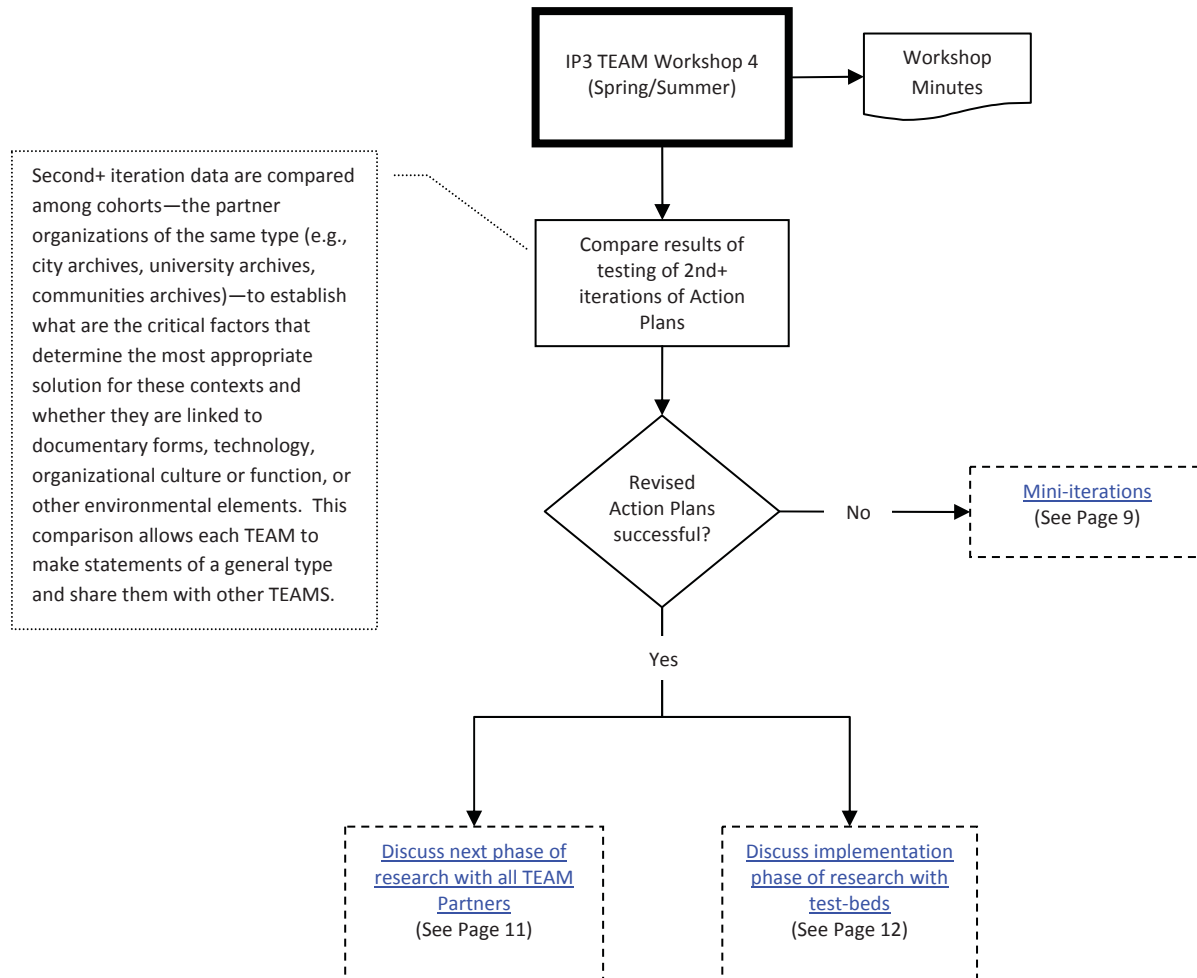 IP3 TEAM Workshop 4
(Spring/Summer)
Workshop
Minutes
Second+ iteration data are compared
among cohorts—the partner
organizations of the same type (e.g.,
city archives, university archives,
communities archives)—to establish
what are the critical factors that
determine the most appropriate
solution for these contexts and
whether they are linked to
documentary forms, technology,
organizational culture or function, or
other environmental elements.  This
comparison allows each TEAM to
make statements of a general type
and share them with other TEAMS.
Compare results of
testing of 2nd+
iterations of Action
Plans
Revised
Action Plans
successful?
No
Mini-iterations
(See Page 9)
Yes
Discuss next phase of
research with all TEAM
Partners
(See Page 11)
Discuss implementation
phase of research with
test-beds
(See Page 12)